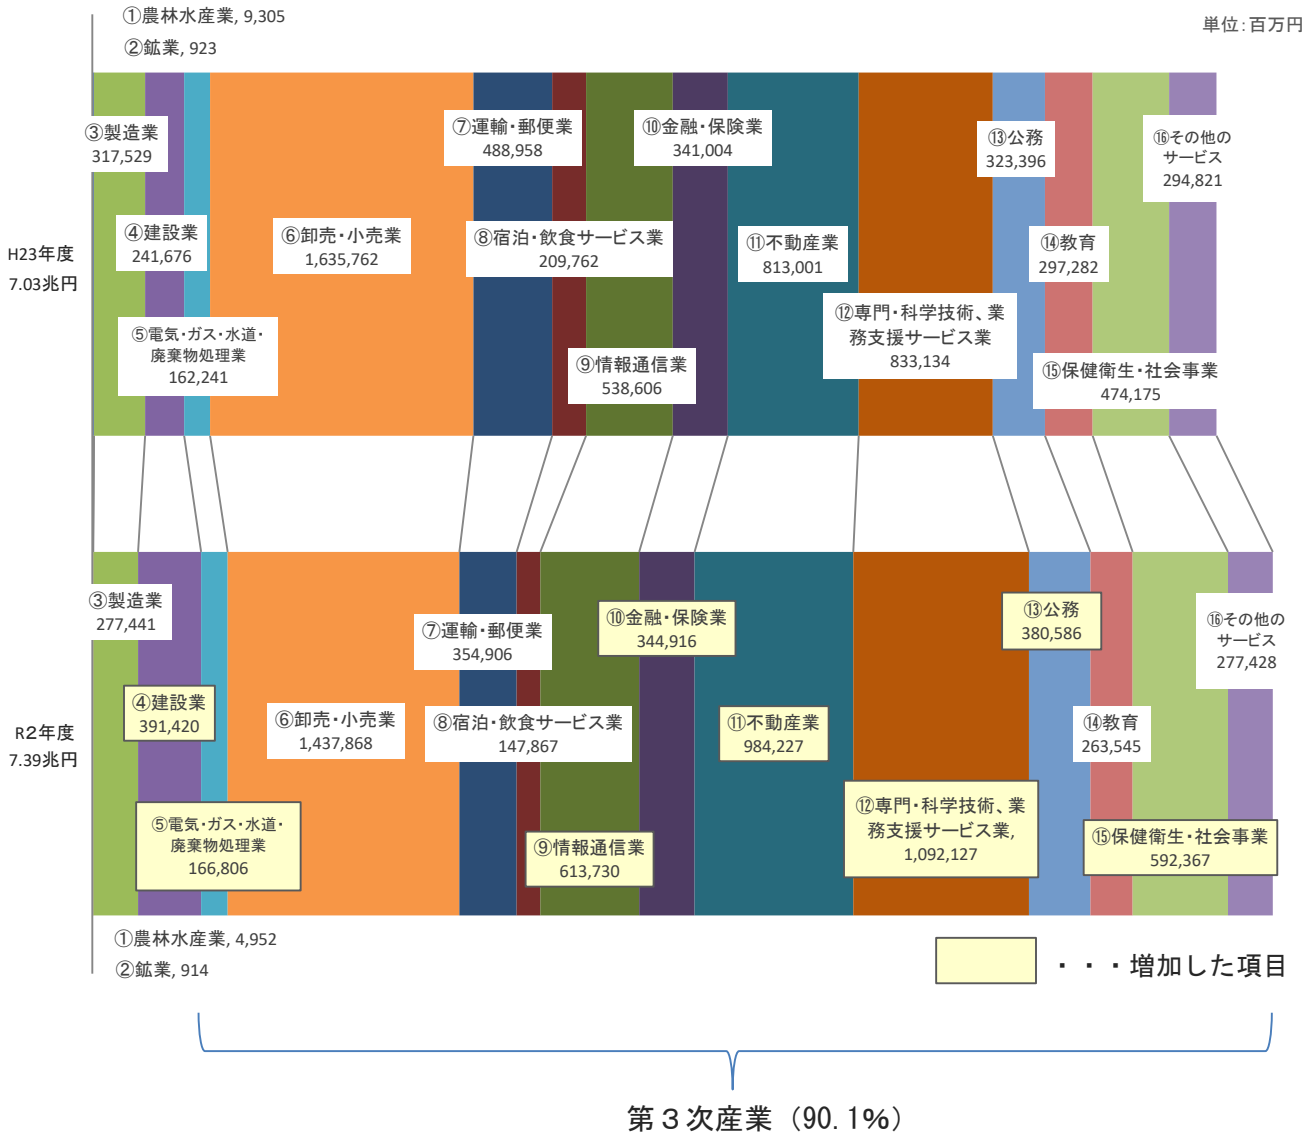 ①農林水産業, 9,305
単位：百万円
②鉱業, 923
③製造業
317,529
⑦運輸・郵便業
488,958
⑩金融・保険業
341,004
⑬公務
323,396
⑯その他の
サービス
294,821
④建設業
241,676
⑥卸売・小売業
1,635,762
⑧宿泊・飲食サービス業
209,762
⑪不動産業
813,001
⑭教育
297,282
H23年度
7.03兆円
⑤電気・ガス・水道・
廃棄物処理業
162,241
⑨情報通信業
538,606
⑫専門・科学技術、業
務支援サービス業
833,134
⑮保健衛生・社会事業
474,175
③製造業
277,441
⑦運輸・郵便業
354,906
⑩金融・保険業
344,916
⑬公務
380,586
⑯その他の
サービス
277,428
④建設業
391,420
⑥卸売・小売業
1,437,868
⑧宿泊・飲食サービス業
147,867
⑪不動産業
984,227
⑭教育
263,545
R2年度
7.39兆円
⑤電気・ガス・水道・
廃棄物処理業
166,806
⑨情報通信業
613,730
⑫専門・科学技術、業
務支援サービス業,
1,092,127
⑮保健衛生・社会事業
592,367
①農林水産業, 4,952
②鉱業, 914
・・・増加した項目
第３次産業（90.1%）